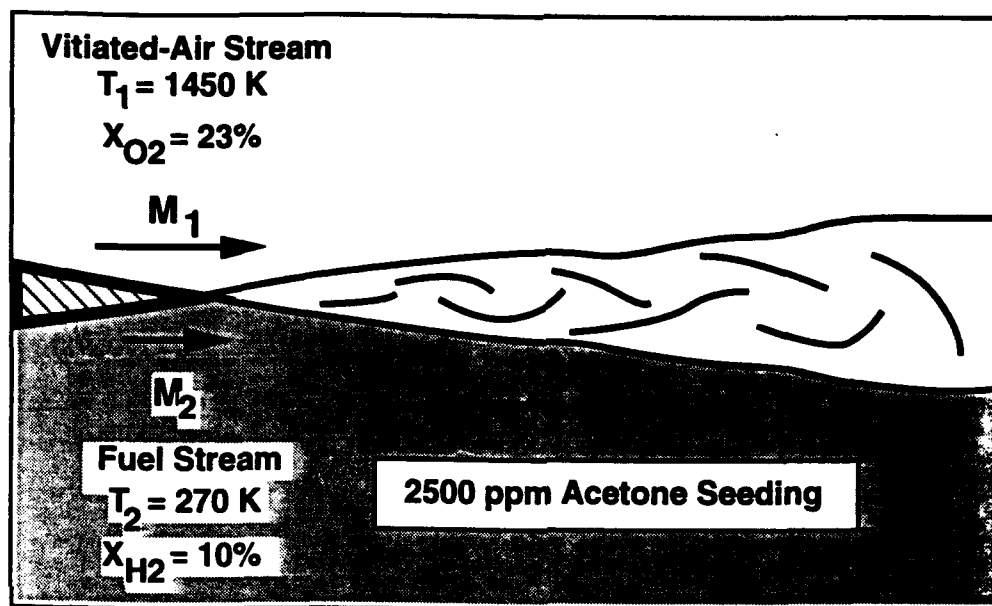 Vitiated-Air Stream
T1 = 1450 K
XO2 = 23%
M1
M2
Fuel Stream
T2 = 270 K
XH2 = 10%
2500 ppm Acetone Seeding